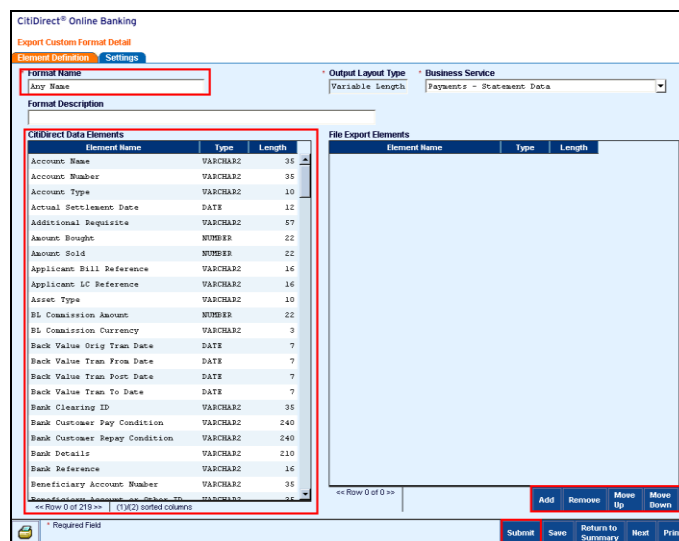 CitiDirect® Online Banking
Export Custom Format Detail
Element Definition Settings
* Format Name * Output Layout Type * Business Service
Any Name Variable Length Payments - Statement Data
Format Description
CitiDirect Data Elements File Export Elements
Element Name Type Length Element Name Type Length
Account Name VARCHAR2 35
Account Number VARCHAR2 35
Account Type VARCHAR2 10
Actual Settlement Date DATE 12
Additional Requisite VARCHAR2 57
Amount Bought NUMBER 22
Amount Sold NUMBER 22
Applicant Bill Reference VARCHAR2 16
Applicant LC Reference VARCHAR2 16
Asset Type VARCHAR2 10
BL Commission Amount NUMBER 22
BL Commission Currency VARCHAR2 3
Back Value Orig Tran Date DATE 7
Back Value Tran From Date DATE 7
Back Value Tran Post Date DATE 7
Back Value Tran To Date DATE 7
Bank Clearing ID VARCHAR2 35
Bank Customer Pay Condition VARCHAR2 240
Bank Customer Repay Condition VARCHAR2 240
Bank Details VARCHAR2 210
Bank Reference VARCHAR2 16
Beneficiary Account Number VARCHAR2 35
Beneficiary Account or Other ID VARCHAR2 35
<< Row 0 of 219 >> (1)/(2) sorted columns
<< Row 0 of 0 >>
Add Remove Move Up Move Down
* Required Field
Submit Save Return to Summary Next Print